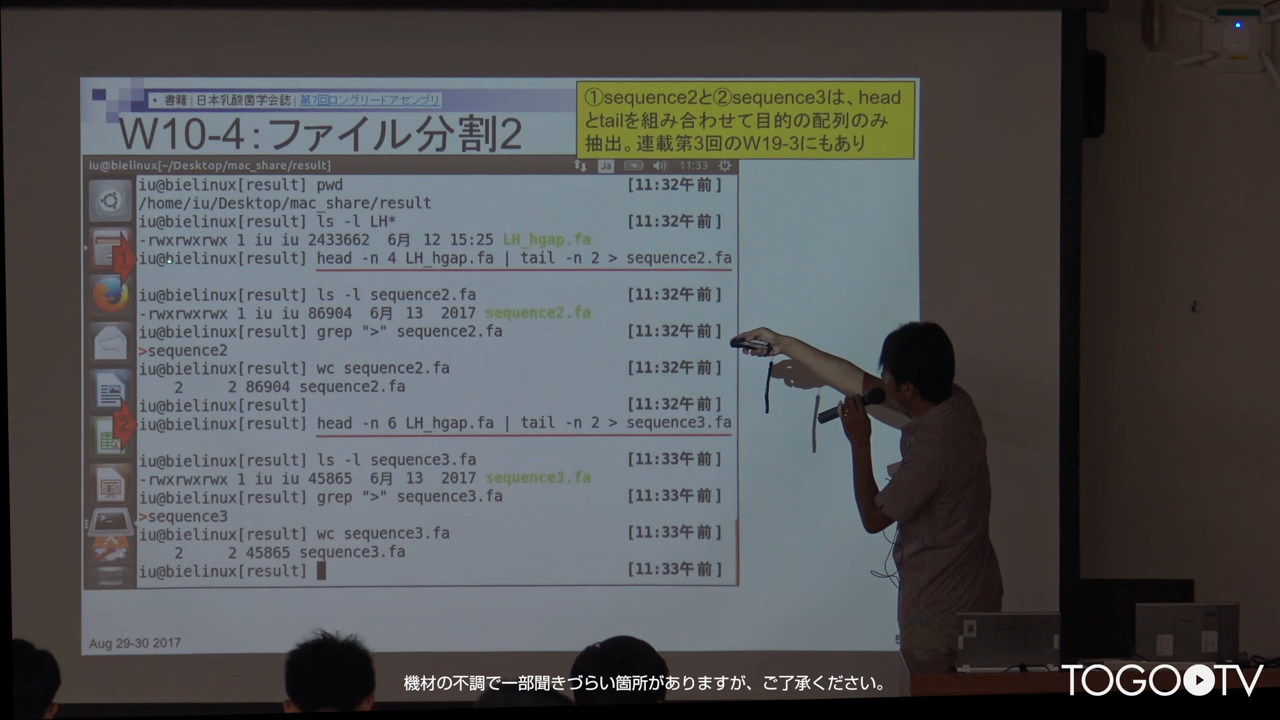 ・書籍 | 日本乳酸菌学会誌 | 第7回ロングリードアセンブリ
W10-4：ファイル分割2
①sequence2と②sequence3は、head
とtailを組み合わせて目的の配列のみ
抽出。連載第3回のW19-3にもあり
iu@bielinux[~/Desktop/mac_share/result] Ja 11:33
iu@bielinux[result] pwd [11:32午前]
/home/iu/Desktop/mac_share/result
iu@bielinux[result] ls -l LH* [11:32午前]
-rwxrwxrwx 1 iu iu 2433662 6月 12 15:25 LH_hgap.fa
1
iu@bielinux[result] head -n 4 LH_hgap.fa | tail -n 2 > sequence2.fa
iu@bielinux[result] ls -l sequence2.fa [11:32午前]
-rwxrwxrwx 1 iu iu 86904 6月 13 2017 sequence2.fa
iu@bielinux[result] grep ">" sequence2.fa [11:32午前]
>sequence2
iu@bielinux[result] wc sequence2.fa [11:32午前]
2 2 86904 sequence2.fa
iu@bielinux[result] [11:32午前]
2
iu@bielinux[result] head -n 6 LH_hgap.fa | tail -n 2 > sequence3.fa
iu@bielinux[result] ls -l sequence3.fa [11:33午前]
-rwxrwxrwx 1 iu iu 45865 6月 13 2017 sequence3.fa
iu@bielinux[result] grep ">" sequence3.fa [11:33午前]
>sequence3
iu@bielinux[result] wc sequence3.fa [11:33午前]
2 2 45865 sequence3.fa
iu@bielinux[result] [11:33午前]
Aug 29-30 2017
機材の不調で一部聞きづらい箇所がありますが、ご了承ください。
TOGOTV